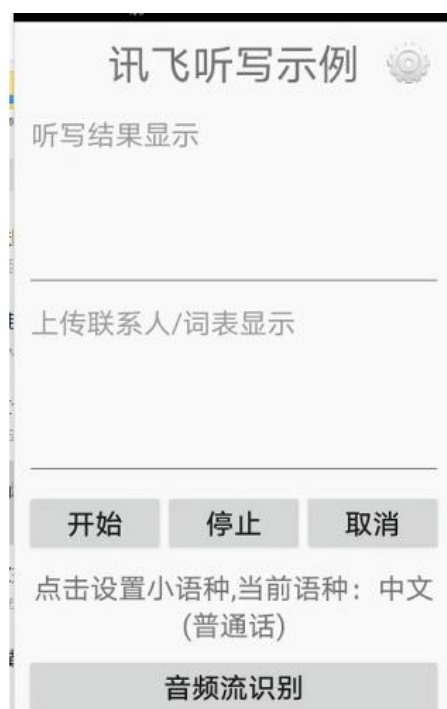 讯飞听写示例
听写结果显示
上传联系人/词表显示
开始 停止 取消
点击设置小语种,当前语种：中文
(普通话)
音频流识别